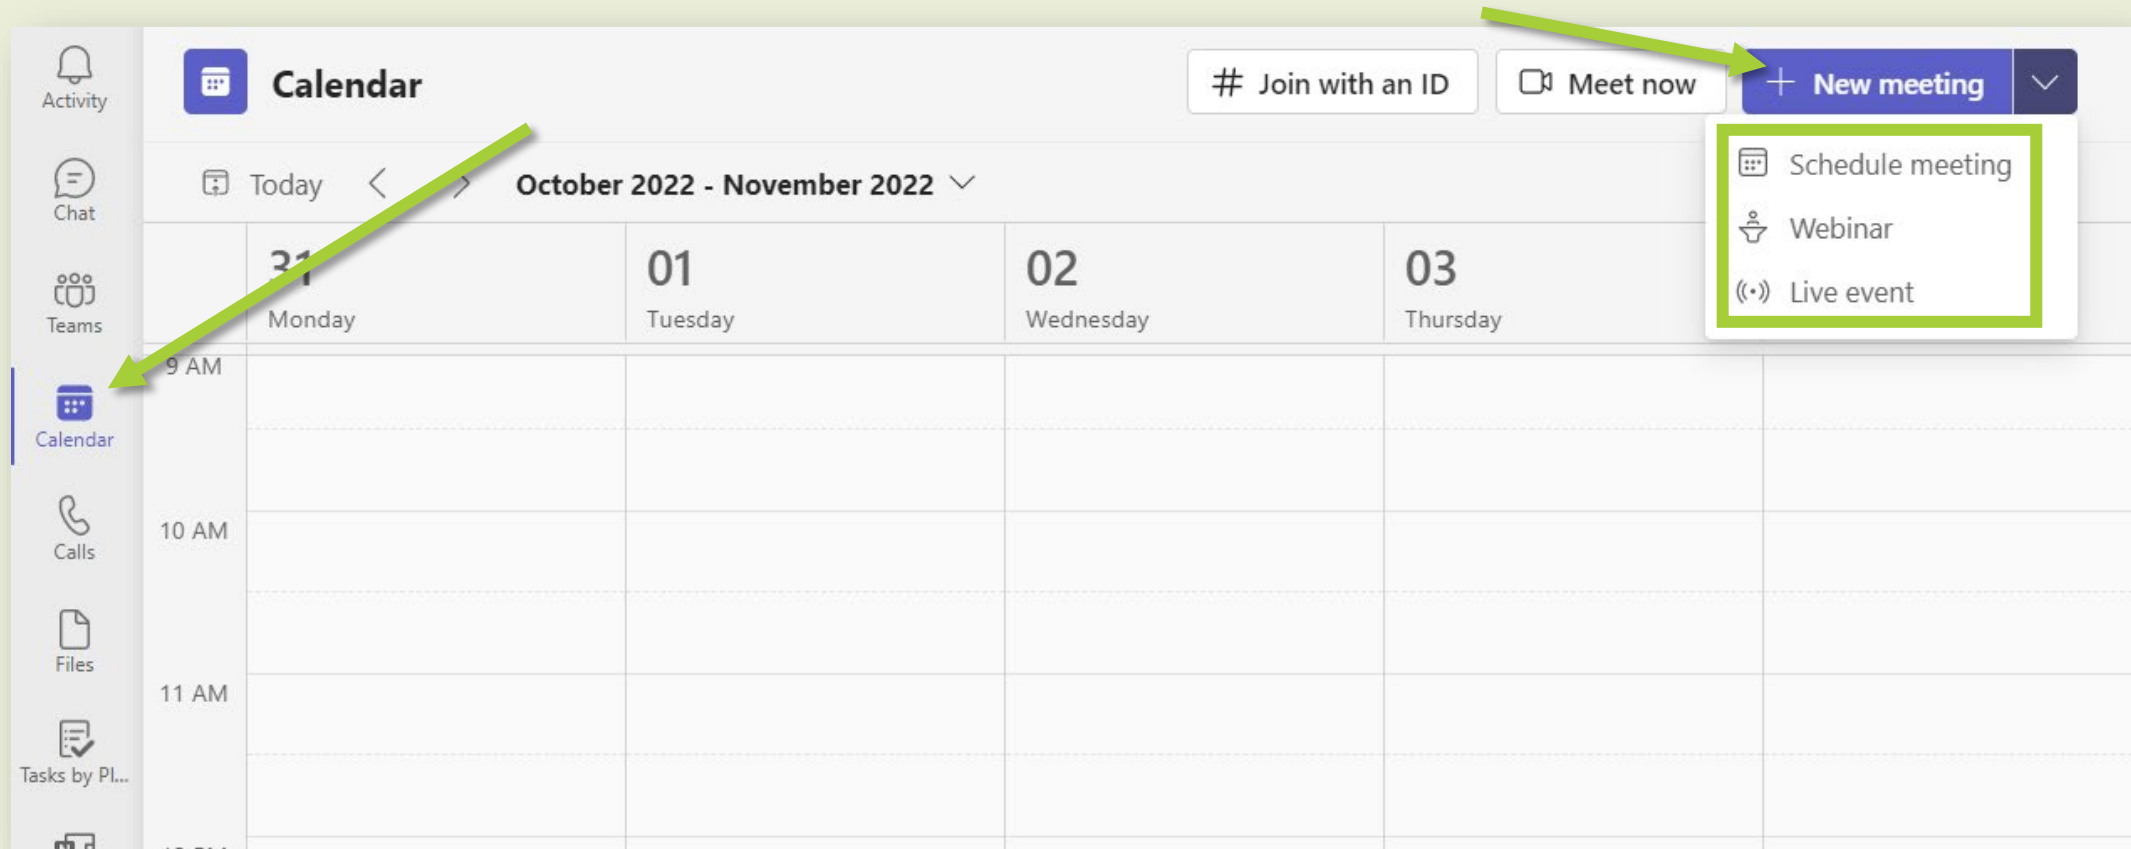 Activity
Chat
Teams
Calendar
Calls
Files
Tasks by Pl...
Calendar
# Join with an ID
Meet now
+ New meeting
Schedule meeting
Webinar
Live event
Today
October 2022 - November 2022
31
Monday
01
Tuesday
02
Wednesday
03
Thursday
9 AM
10 AM
11 AM